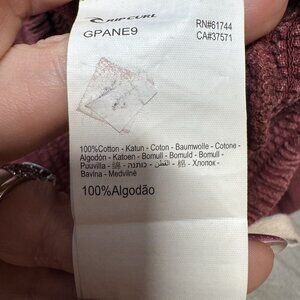 RIP CURL
RN#61744
GPANE9
CA#37571
100%Cotton - Katun - Coton - Baumwolle - Cotone -
Algodón - Katoen - Bomull - Bomuld - Bomull -
Puuvilla - 綿 - כותנה - القطن - 棉 - Хлопок -
Bavlna - Medvilnė
100%Algodão